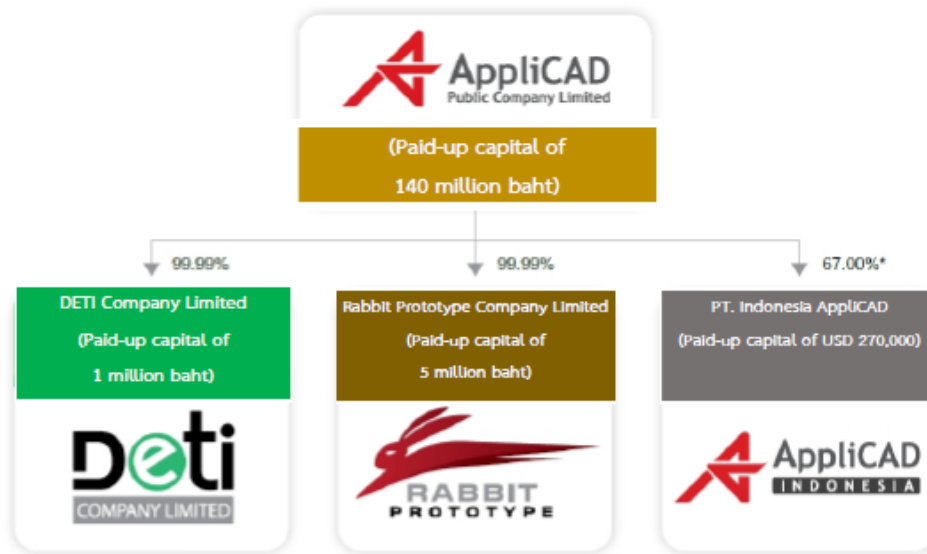 AppliCAD
Public Company Limited
(Paid-up capital of
140 million baht)
99.99%
99.99%
67.00%*
DETI Company Limited
(Paid-up capital of
1 million baht)
Rabbit Prototype Company Limited
(Paid-up capital of
5 million baht)
PT. Indonesia AppliCAD
(Paid-up capital of USD 270,000)
Deti
COMPANY LIMITED
RABBIT
PROTOTYPE
AppliCAD
INDONESIA